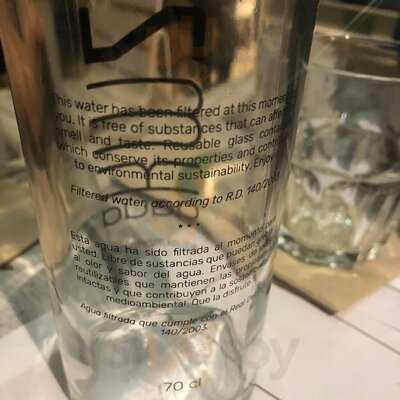 This water has been filtered at this moment
you. It is free of substances that can
smell and taste. Reusable glass
which conserve its properties and
to environmental sustainability. Enjoy
Filtered water, according to R.D. 140/2003.
***
Esta agua ha sido filtrada al momento para
usted. Libre de sustancias que puedan
al olor y sabor del agua. Envases de
reutilizables que mantienen las
intactas y que contribuyen a la
medioambiental. Que la disfrute
Agua filtrada que cumple con el Real
140/2003.
70 cl